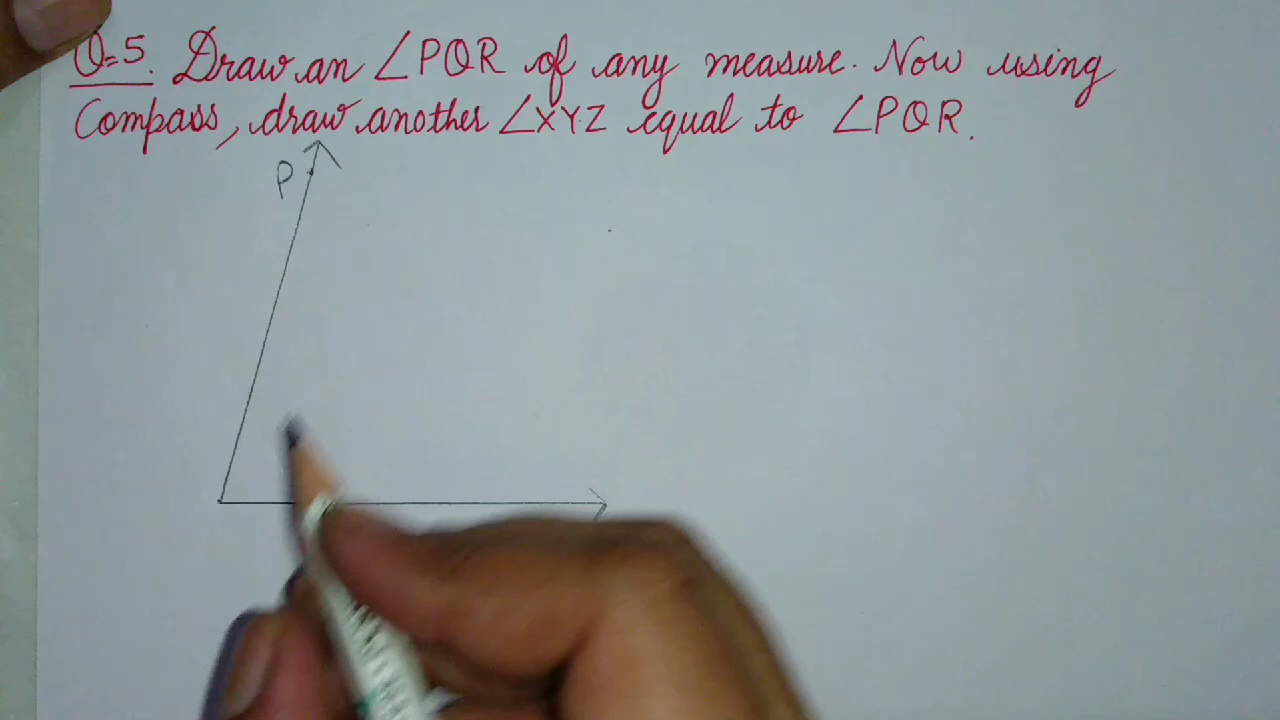 Q=5. Draw an ∠PQR of any measure. Now using
Compass, draw another ∠XYZ equal to ∠PQR.
P